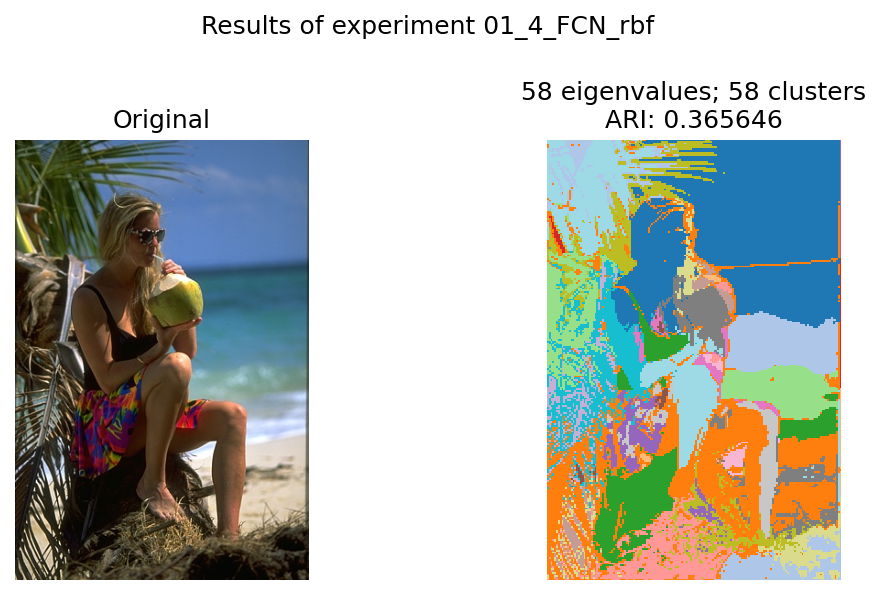 Results of experiment 01_4_FCN_rbf
Original
58 eigenvalues; 58 clusters
ARI: 0.365646